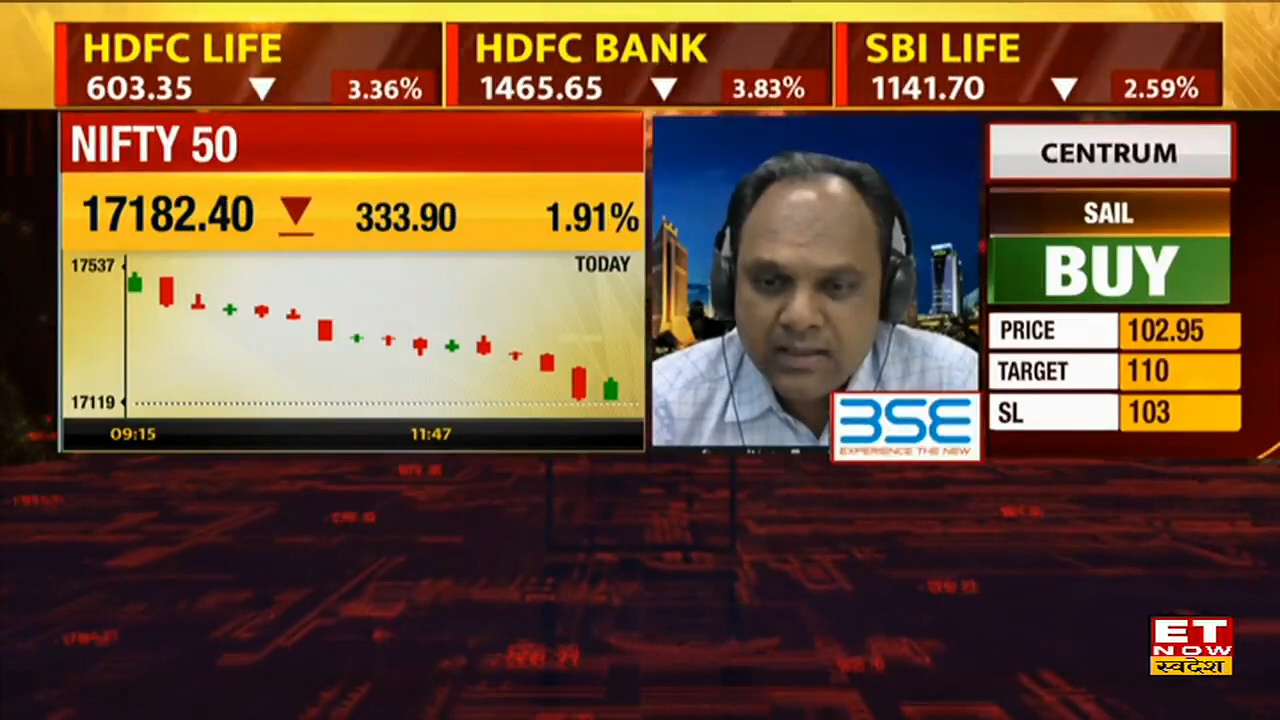 HDFC LIFE
603.35 ▼ 3.36%
HDFC BANK
1465.65 ▼ 3.83%
SBI LIFE
1141.70 ▼ 2.59%
NIFTY 50
17182.40 ▼ 333.90 1.91%
17537
TODAY
17119
09:15 11:47
BSE
EXPERIENCE THE NEW
CENTRUM
SAIL
BUY
PRICE 102.95
TARGET 110
SL 103
ET
NOW
स्वदेश